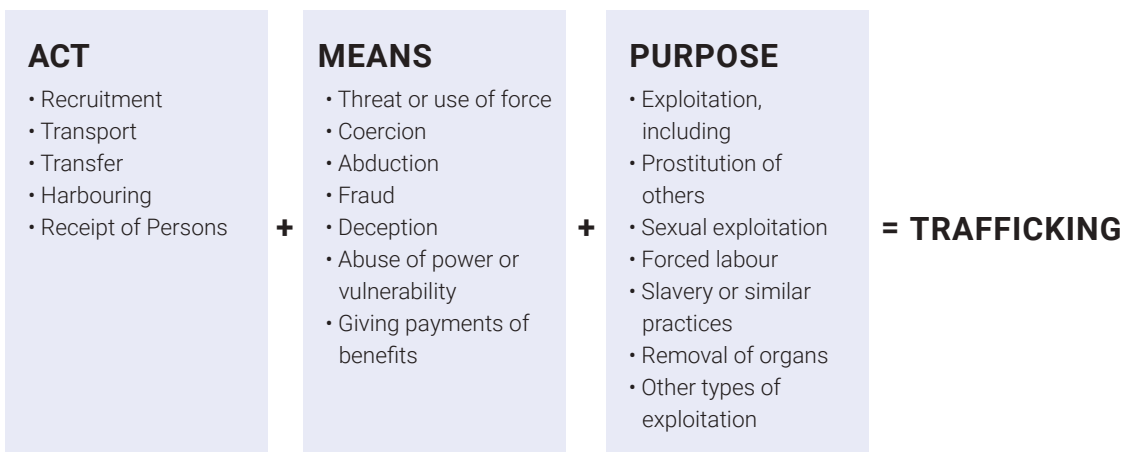 ACT
• Recruitment
• Transport
• Transfer
• Harbouring
• Receipt of Persons
+
MEANS
• Threat or use of force
• Coercion
• Abduction
• Fraud
• Deception
• Abuse of power or
vulnerability
• Giving payments of
benefits
+
PURPOSE
• Exploitation,
including
• Prostitution of
others
• Sexual exploitation
• Forced labour
• Slavery or similar
practices
• Removal of organs
• Other types of
exploitation
= TRAFFICKING